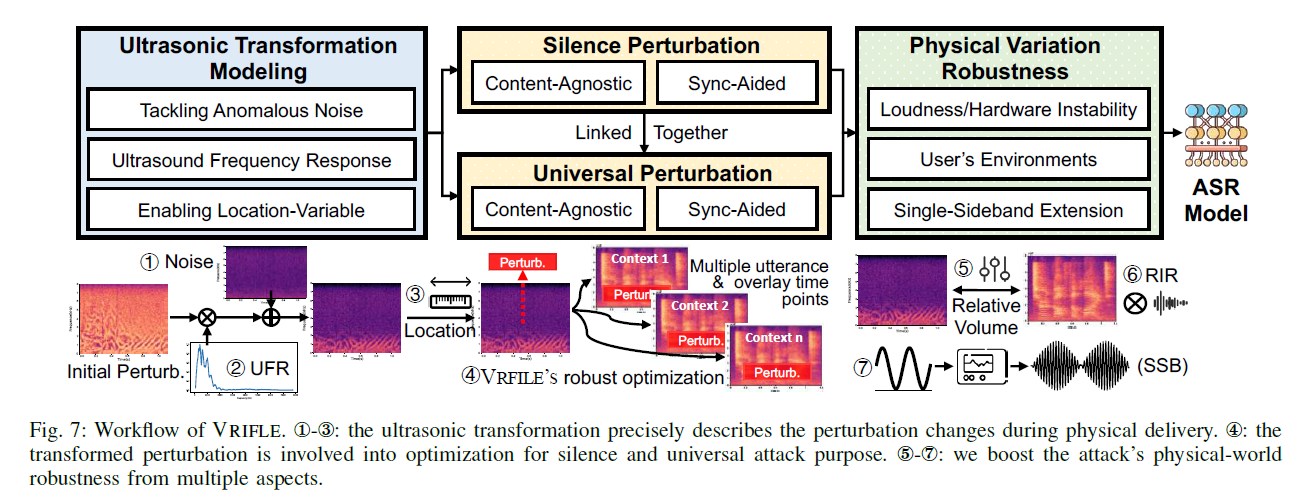 Ultrasonic Transformation
Modeling
Tackling Anomalous Noise
Ultrasound Frequency Response
Enabling Location-Variable
Silence Perturbation
Content-Agnostic
Sync-Aided
Linked Together
Universal Perturbation
Content-Agnostic
Sync-Aided
Physical Variation
Robustness
Loudness/Hardware Instability
User's Environments
Single-Sideband Extension
ASR
Model
① Noise
Initial Perturb.
② UFR
③
Location
Perturb.
Context 1
Perturb.
Context 2
Perturb.
Context n
Perturb.
Multiple utterance
& overlay time
points
④VRFILE's robust optimization
⑤
Relative
Volume
⑥ RIR
⑦
(SSB)
Fig. 7: Workflow of VRIFLE. ①-③: the ultrasonic transformation precisely describes the perturbation changes during physical delivery. ④: the
transformed perturbation is involved into optimization for silence and universal attack purpose. ⑤-⑦: we boost the attack's physical-world
robustness from multiple aspects.